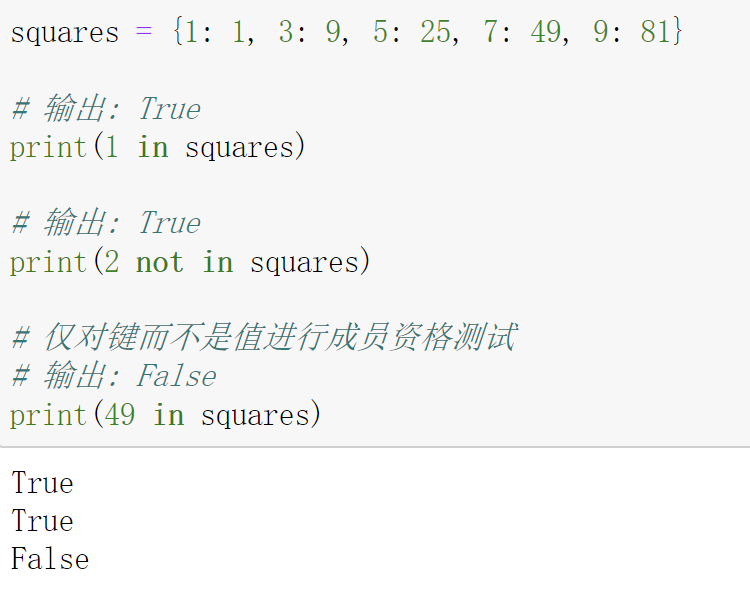 squares = {1: 1, 3: 9, 5: 25, 7: 49, 9: 81}
# 输出: True
print(1 in squares)
# 输出: True
print(2 not in squares)
# 仅对键而不是值进行成员资格测试
# 输出: False
print(49 in squares)
True
True
False